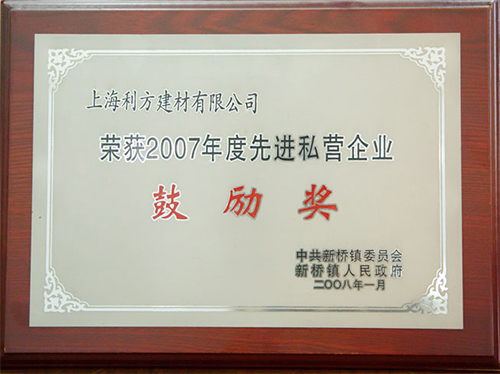 上海利方建材有限公司
荣获2007年度先进私营企业
鼓励奖
中共新桥镇委员会
新桥镇人民政府
二〇〇八年一月